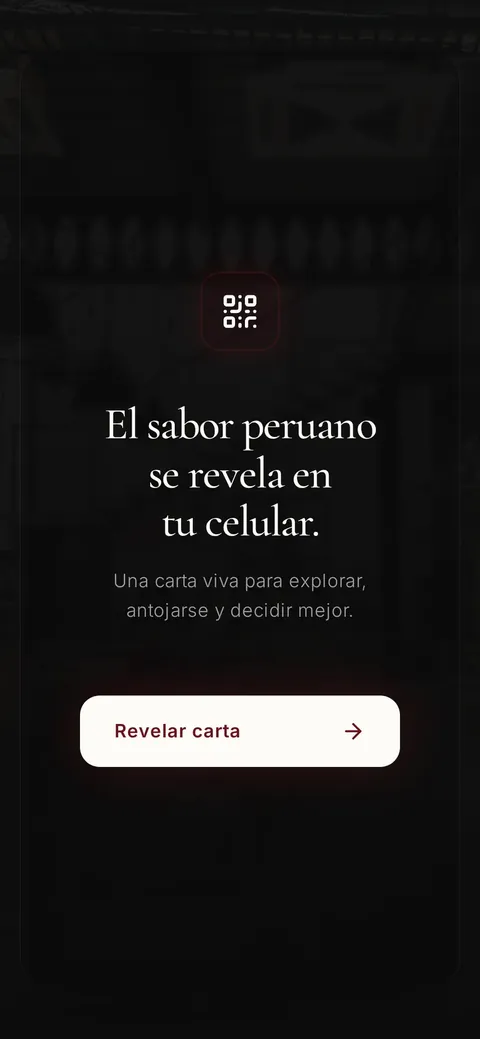 El sabor peruano
se revela en
tu celular.
Una carta viva para explorar,
antojarse y decidir mejor.
Revelar carta